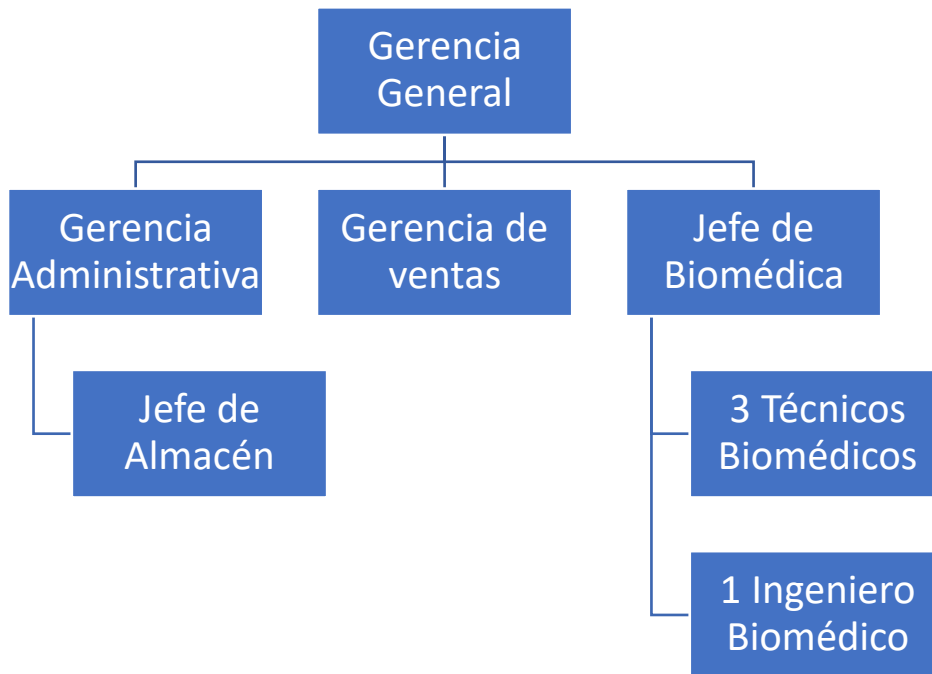 Gerencia
General
Gerencia
Administrativa
Gerencia de
ventas
Jefe de
Biomédica
Jefe de
Almacén
3 Técnicos
Biomédicos
1 Ingeniero
Biomédico